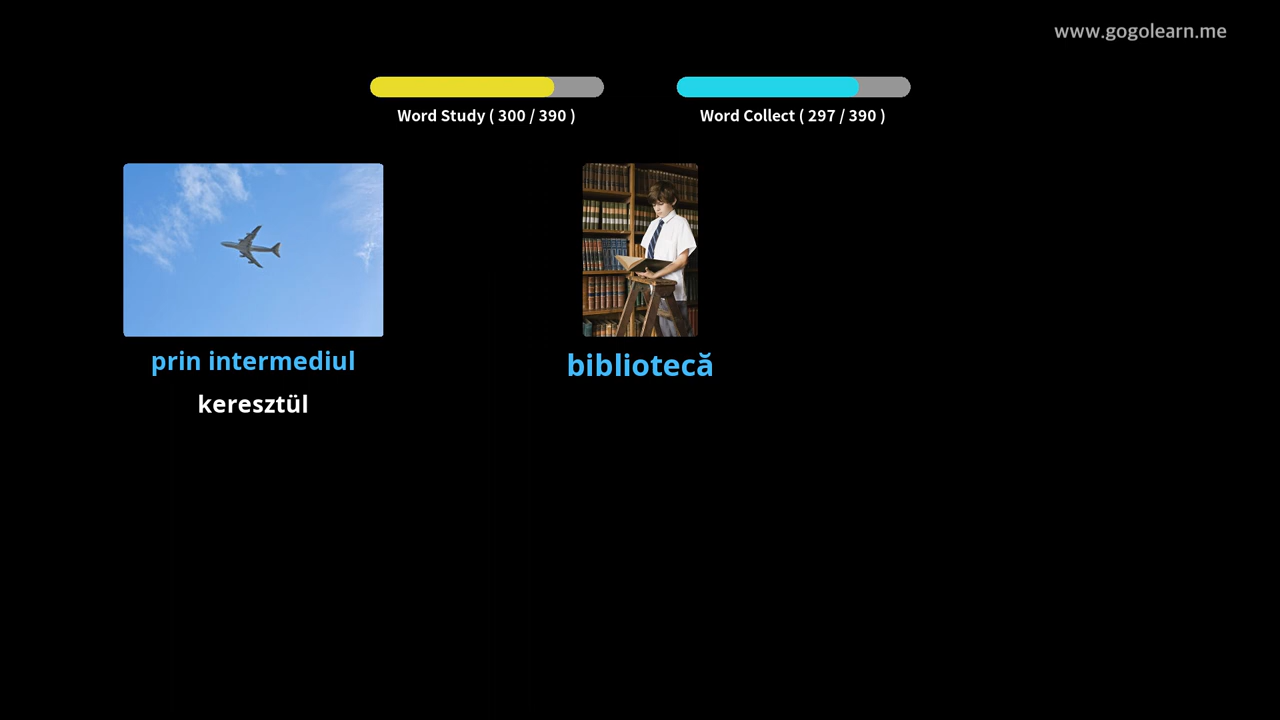 www.gogolearn.me
Word Study ( 300 / 390 )
Word Collect ( 297 / 390 )
prin intermediul
keresztül
bibliotecă